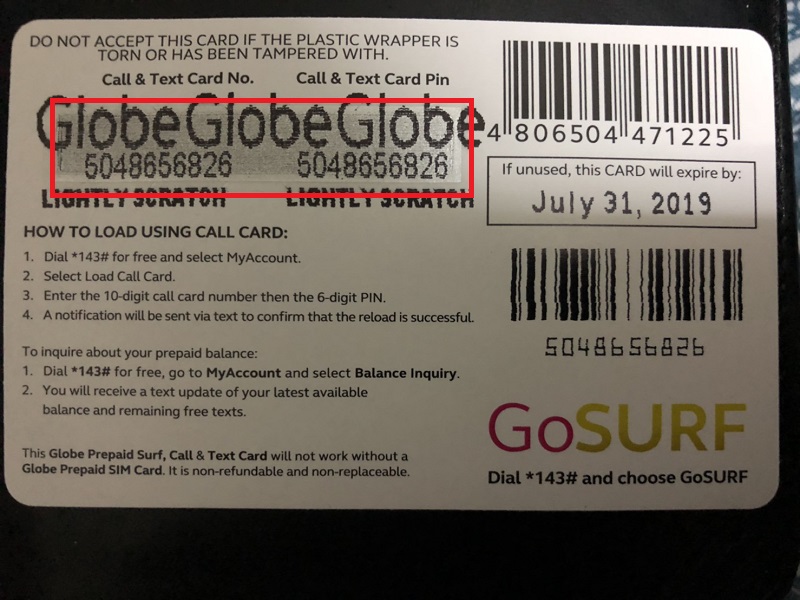 DO NOT ACCEPT THIS CARD IF THE PLASTIC WRAPPER IS
TORN OR HAS BEEN TAMPERED WITH.
Call & Text Card No. Call & Text Card Pin
Globe Globe Globe
5048656826 5048656826
LIGHTLY SCRATCH LIGHTLY SCRATCH
HOW TO LOAD USING CALL CARD:
1. Dial *143# for free and select MyAccount.
2. Select Load Call Card.
3. Enter the 10-digit call card number then the 6-digit PIN.
4. A notification will be sent via text to confirm that the reload is successful.
To inquire about your prepaid balance:
1. Dial *143# for free, go to MyAccount and select Balance Inquiry.
2. You will receive a text update of your latest available
balance and remaining free texts.
This Globe Prepaid Surf, Call & Text Card will not work without a
Globe Prepaid SIM Card. It is non-refundable and non-replaceable.
4 806504 471225
If unused, this CARD will expire by:
July 31, 2019
5048656826
GoSURF
Dial *143# and choose GoSURF